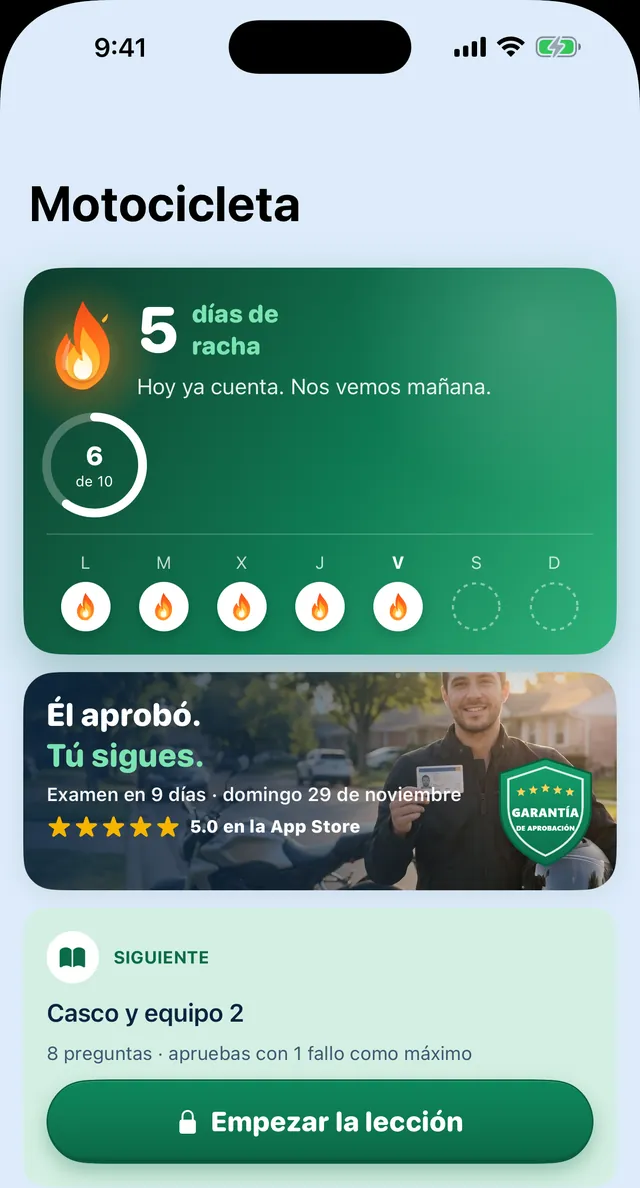 9:41
Motocicleta
5 días de
racha
Hoy ya cuenta. Nos vemos mañana.
6
de 10
L M X J V S D
Él aprobó.
Tú sigues.
Examen en 9 días · domingo 29 de noviembre
5.0 en la App Store
GARANTÍA
DE APROBACIÓN
SIGUIENTE
Casco y equipo 2
8 preguntas · apruebas con 1 fallo como máximo
Empezar la lección